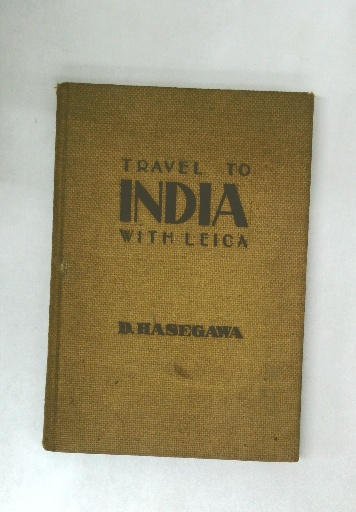 TRAVEL TO
INDIA
WITH LEICA
D. HASEGAWA